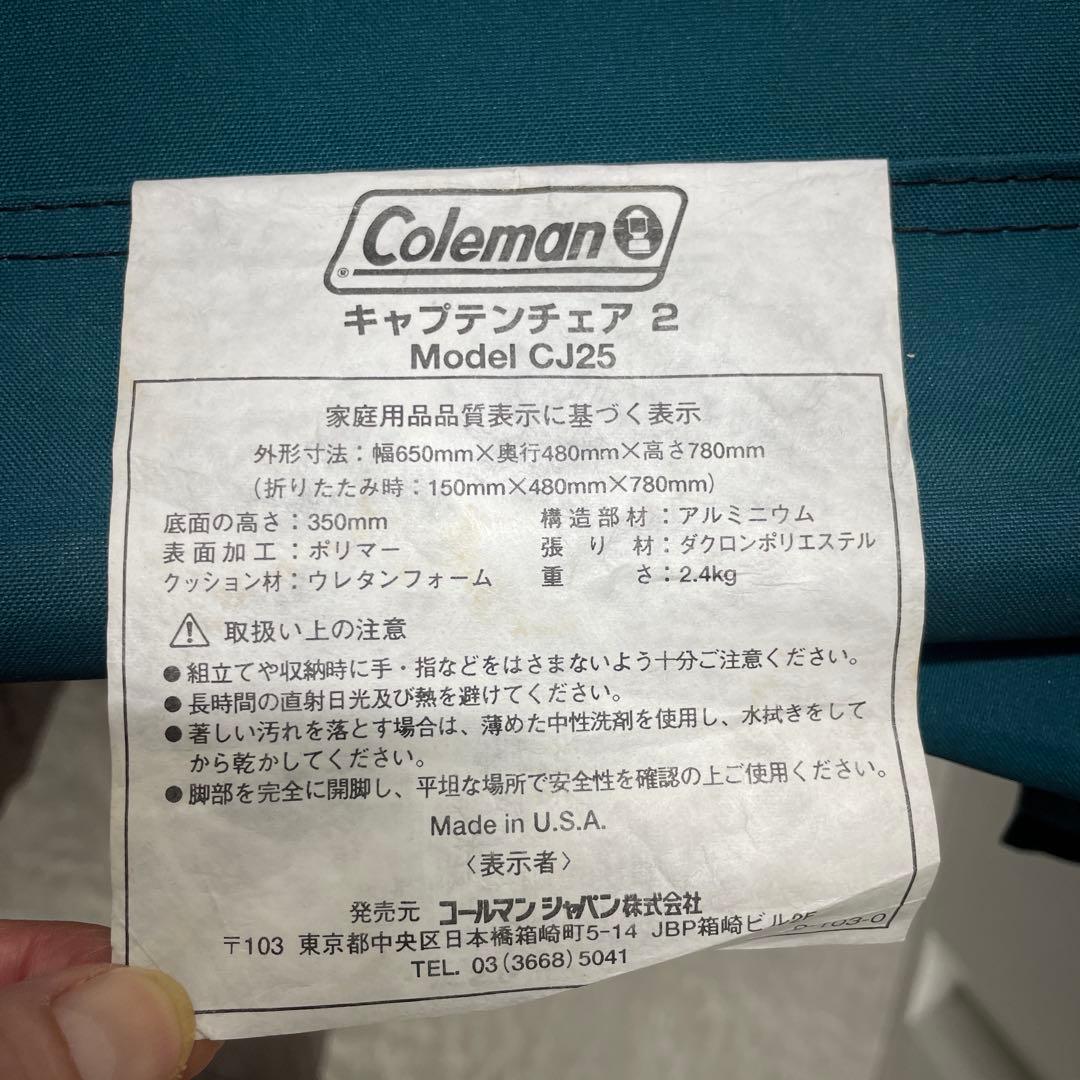 Coleman
®
キャプテンチェア 2
Model CJ25
家庭用品品質表示に基づく表示
外形寸法：幅650mm×奥行480mm×高さ780mm
（折りたたみ時：150mm×480mm×780mm）
底面の高さ：350mm 構造部材：アルミニウム
表面加工：ポリマー 張り材：ダクロンポリエステル
クッション材：ウレタンフォーム 重さ：2.4kg
取扱い上の注意
●組立てや収納時に手・指などをはさまないよう十分ご注意ください。
●長時間の直射日光及び熱を避けてください。
●著しい汚れを落とす場合は、薄めた中性洗剤を使用し、水拭きをして
から乾かしてください。
●脚部を完全に開脚し、平坦な場所で安全性を確認の上ご使用ください。
Made in U.S.A.
〈表示者〉
発売元 コールマン ジャパン株式会社
〒103 東京都中央区日本橋箱崎町5-14 JBP箱崎ビル
TEL. 03（3668）5041